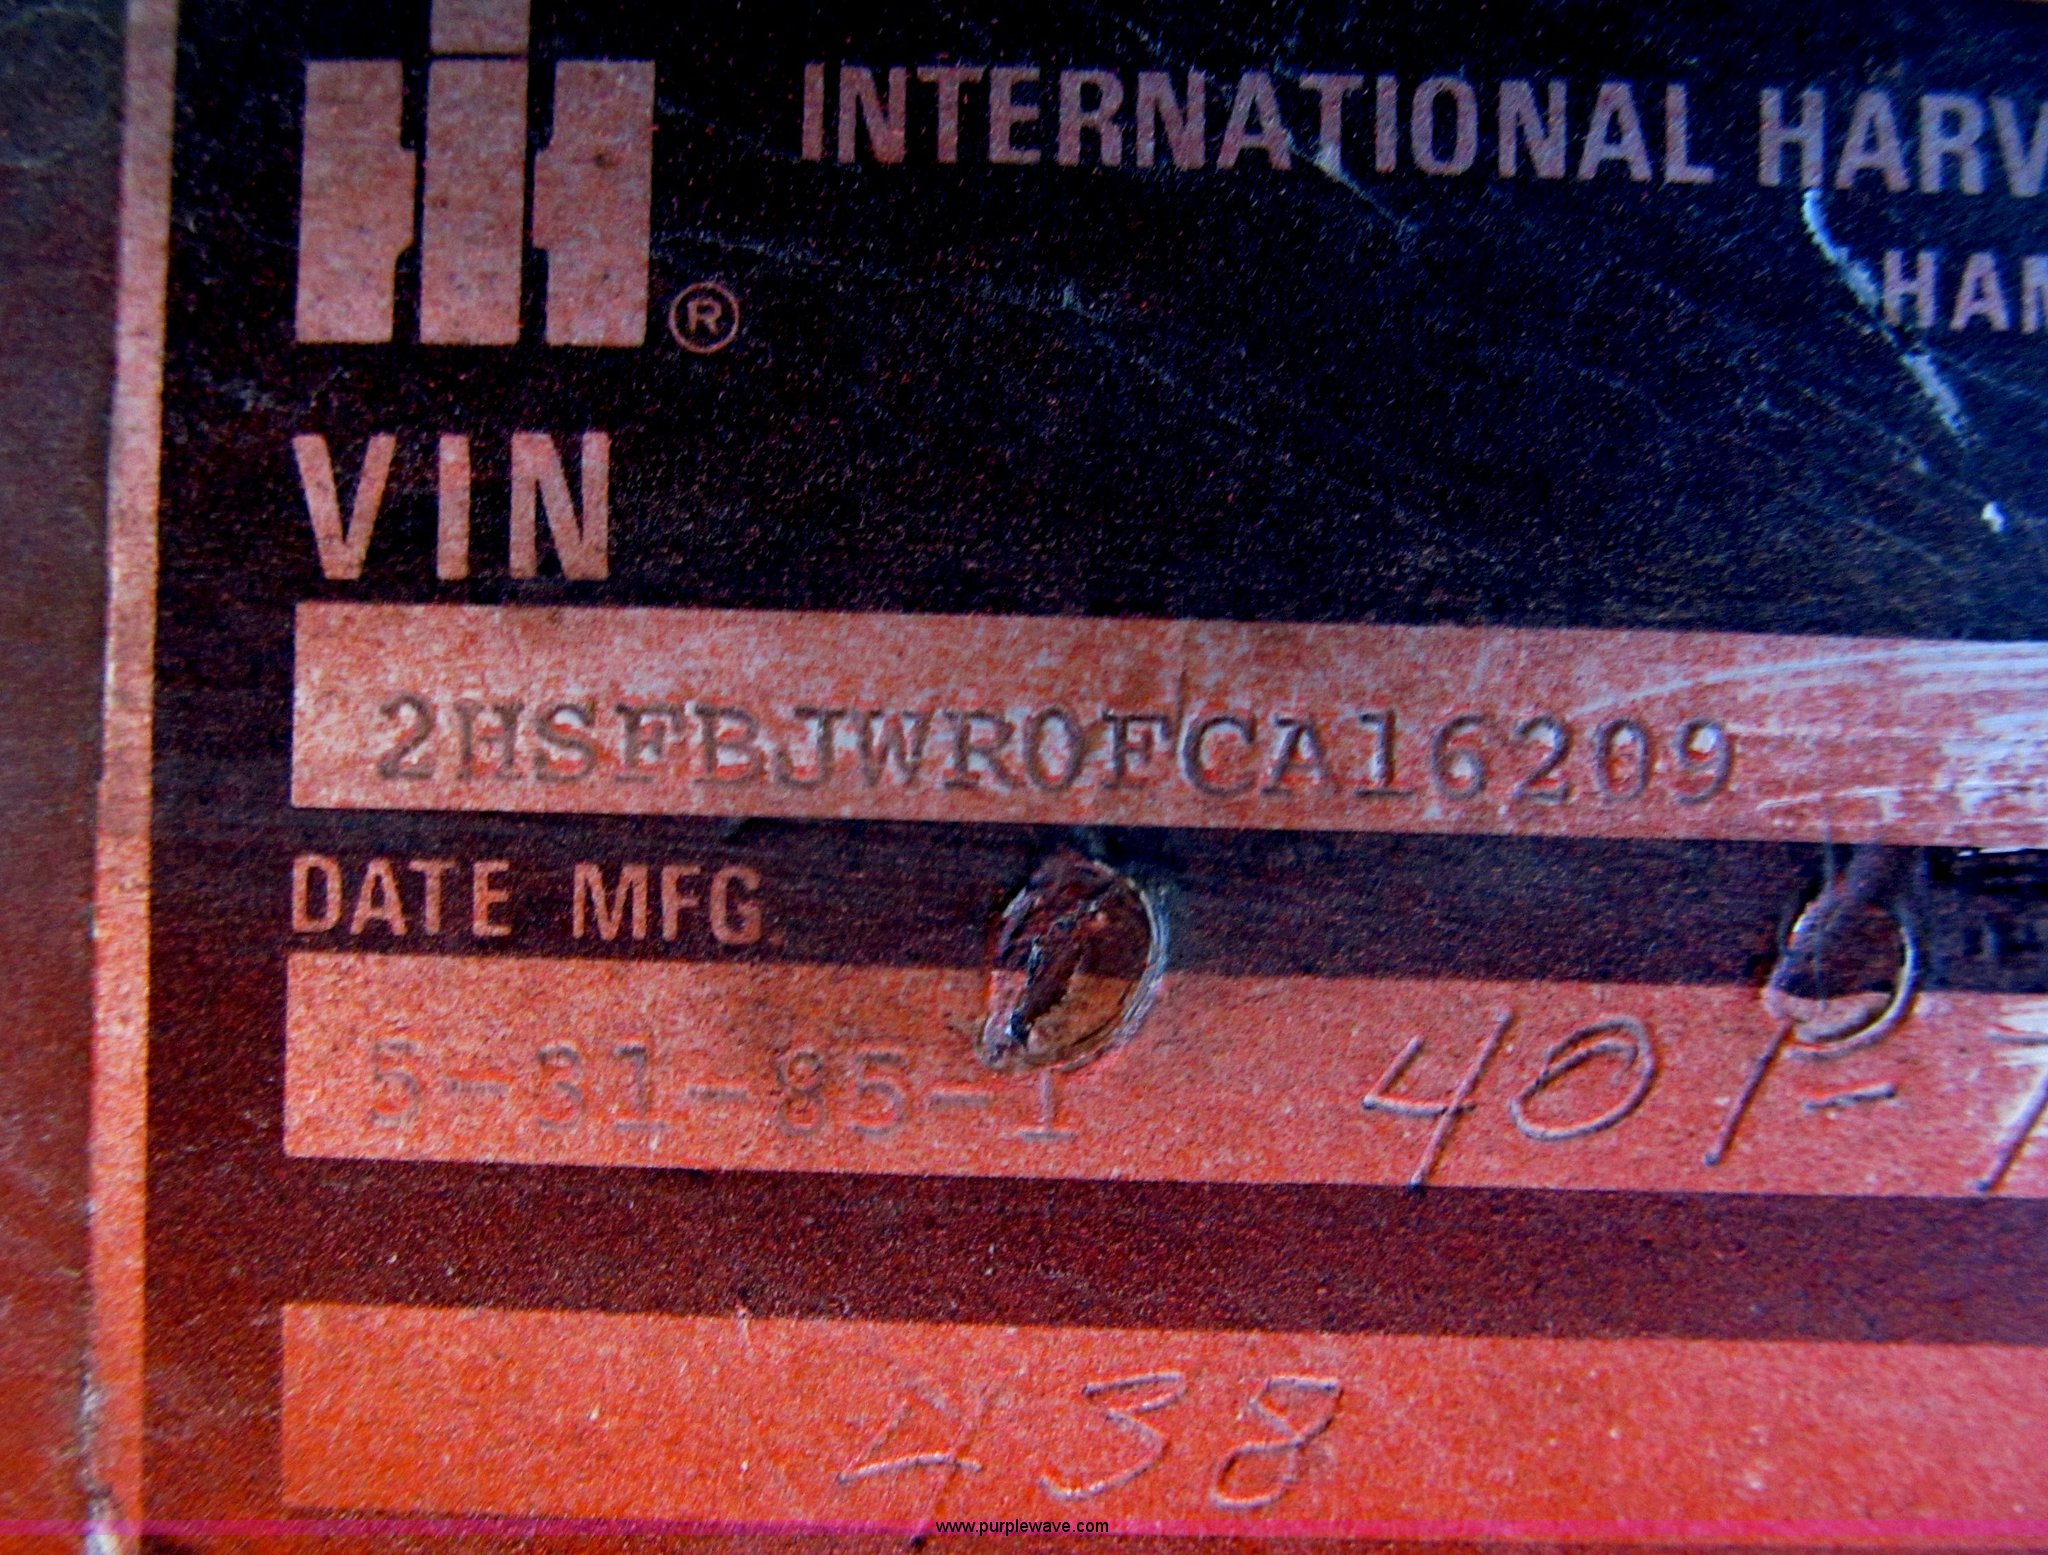 INTERNATIONAL HARV
HAM
®
VIN
2HSFBJWR0FCA16209
DATE MFG.
5-31-85-1 401-7
438
www.purplewave.com